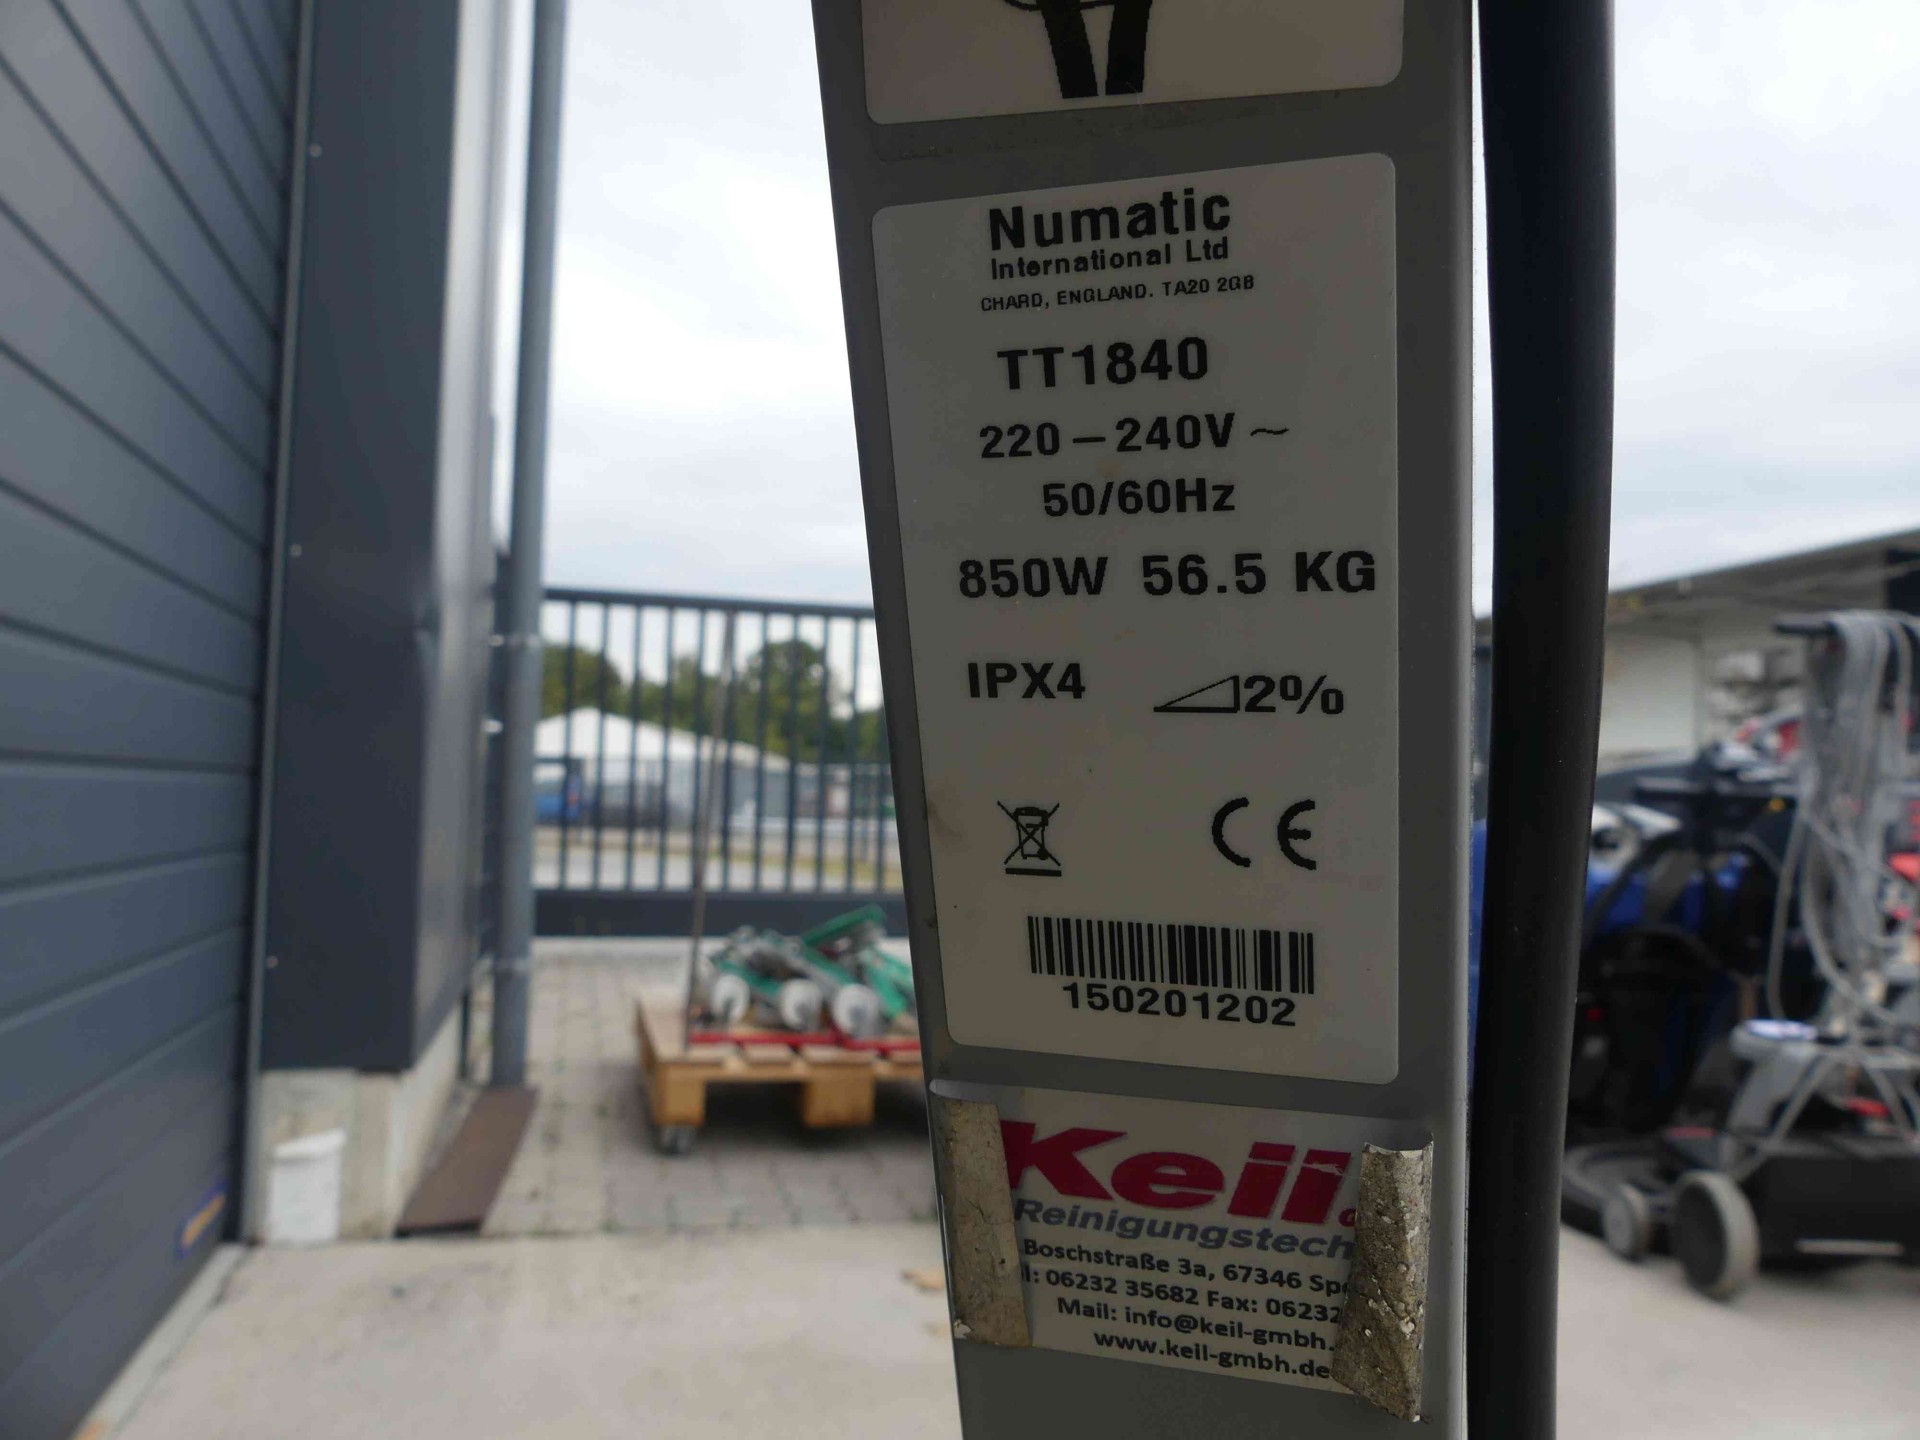 Numatic
International Ltd
CHARD, ENGLAND. TA20 2GB
TT1840
220 – 240V ~
50/60Hz
850W 56.5 KG
IPX4 2%
CE
150201202
Keil
Reinigungstech
Boschstraße 3a, 67346 Sp
l: 06232 35682 Fax: 06232
Mail: info@keil-gmbh.
www.keil-gmbh.de